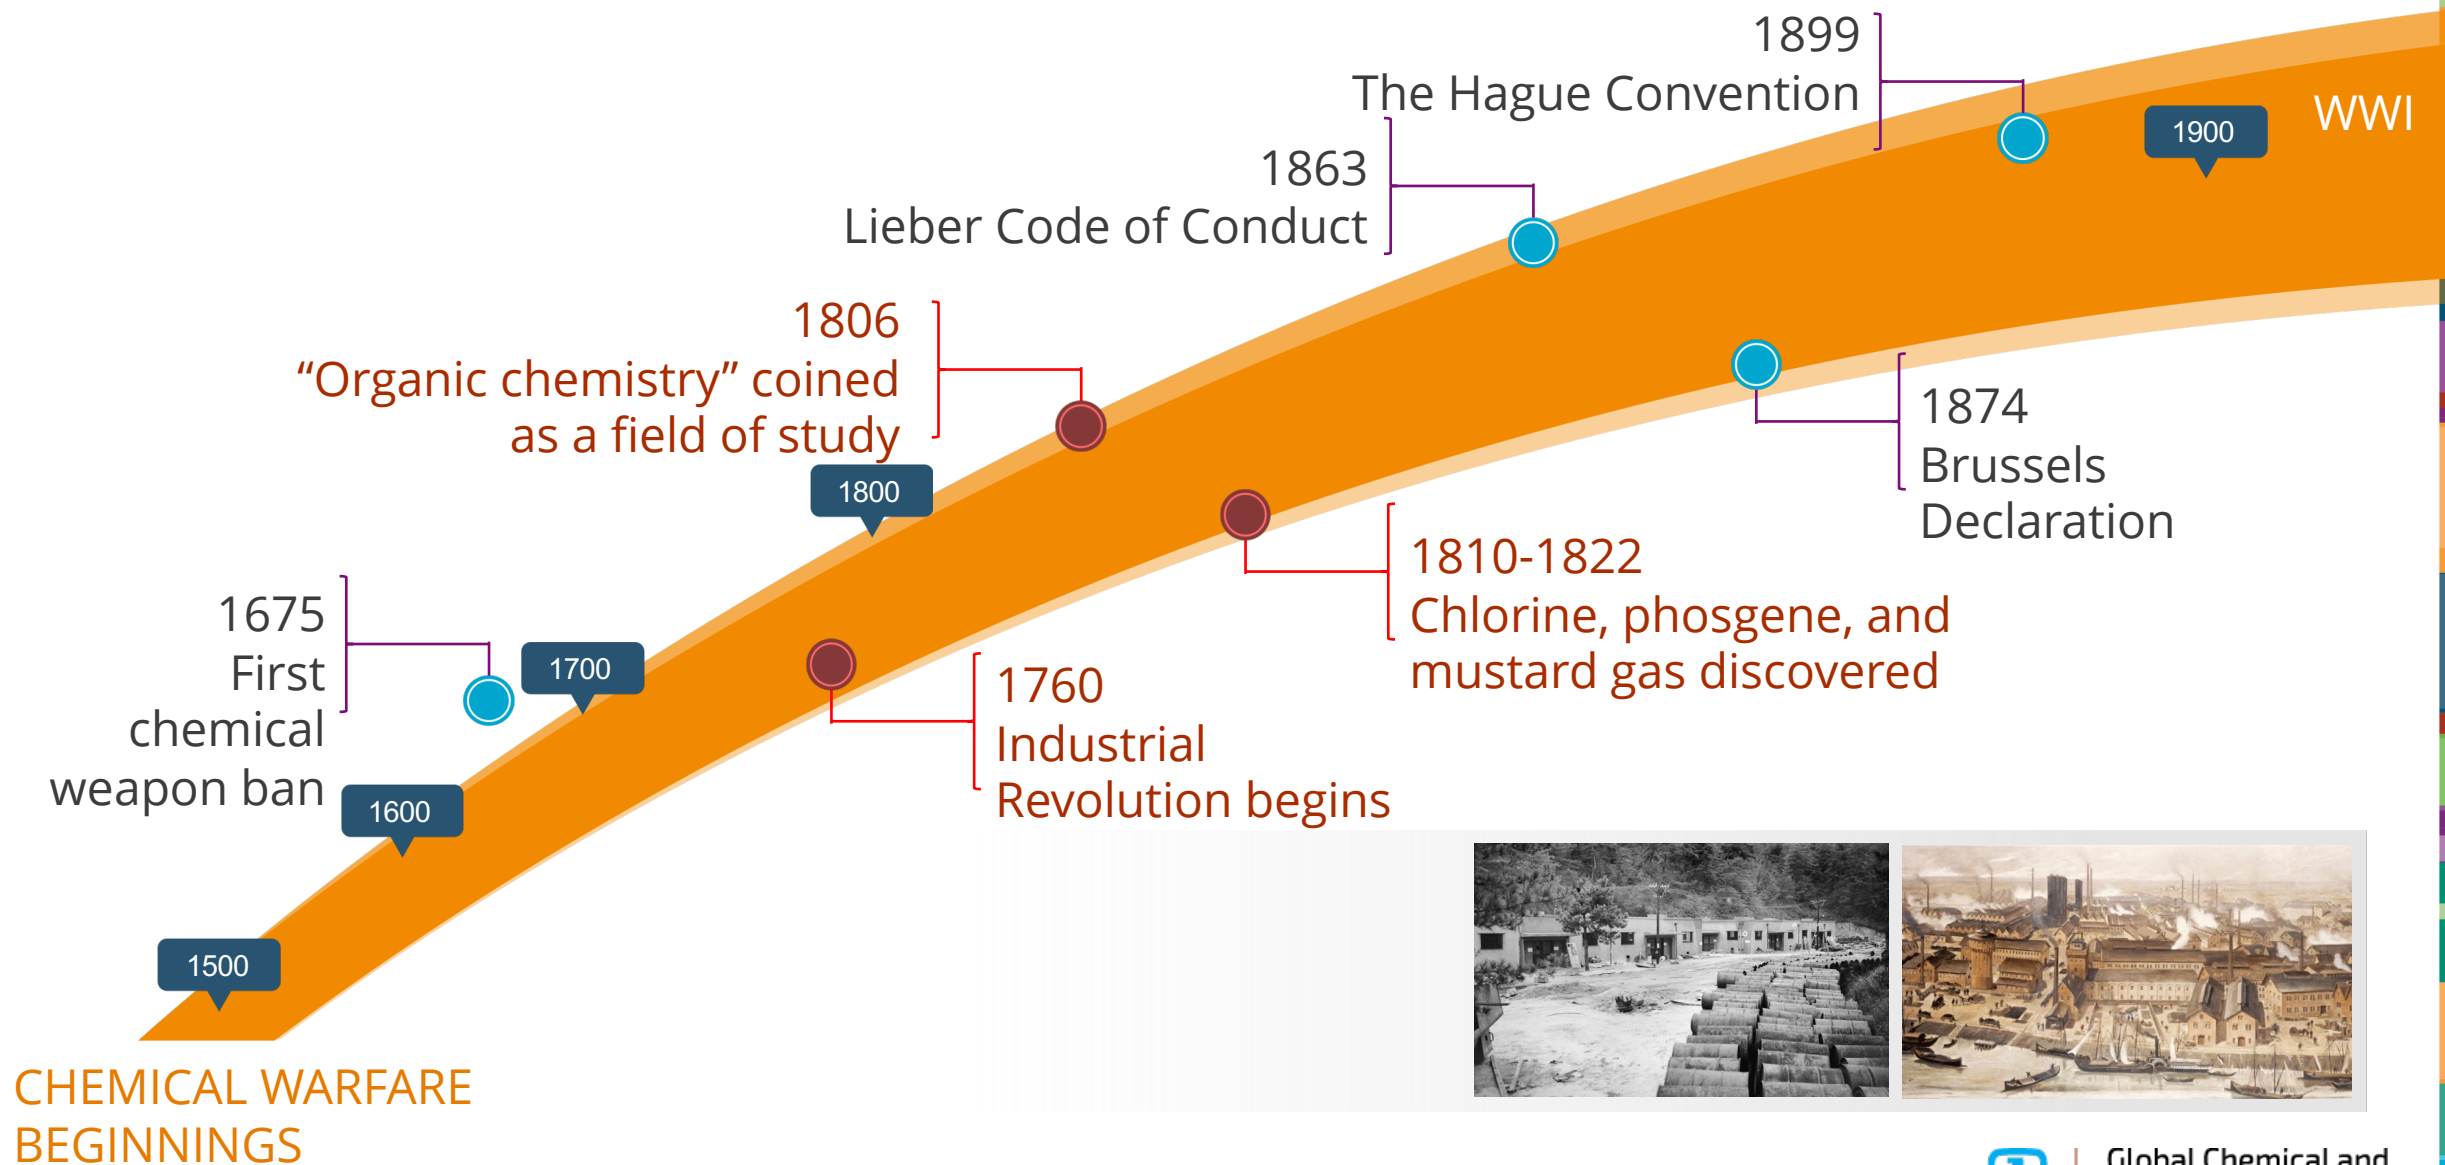 1899
The Hague Convention
WWI
1900
1863
Lieber Code of Conduct
1806
“Organic chemistry” coined
as a field of study
1800
1874
Brussels
Declaration
1810-1822
Chlorine, phosgene, and
mustard gas discovered
1675
First
chemical
weapon ban
1700
1760
Industrial
Revolution begins
1600
1500
CHEMICAL WARFARE
BEGINNINGS
Global Chemical and